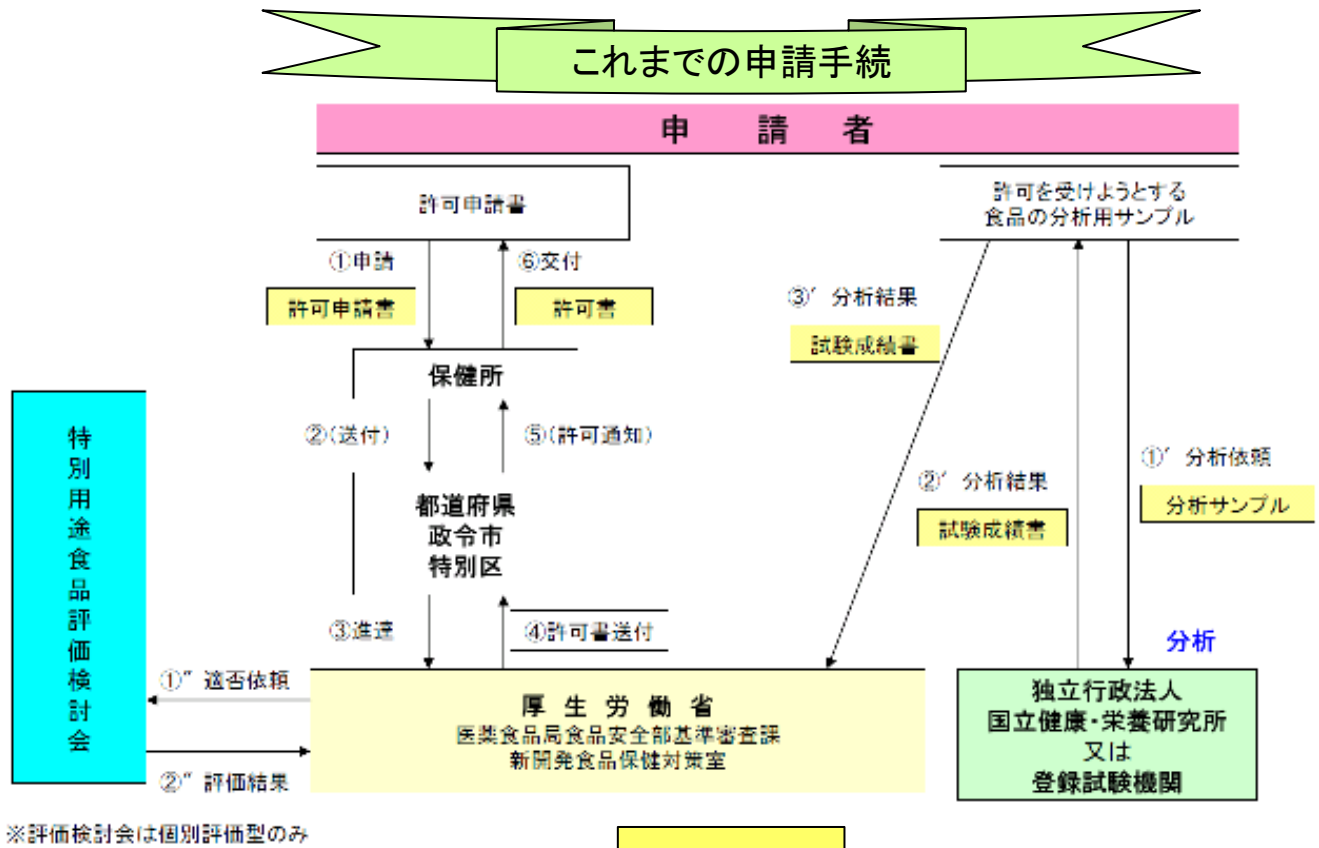 これまでの申請手続
申請者
許可申請書
許可を受けようとする
食品の分析用サンプル
①申請
⑥交付
許可申請書
許可書
③′ 分析結果
試験成績書
保健所
②(送付)
⑤(許可通知)
①′ 分析依頼
分析サンプル
②′ 分析結果
試験成績書
都道府県
政令市
特別区
③進達
④許可書送付
分析
特別用途食品評価検討会
①″ 適否依頼
②″ 評価結果
厚生労働省
医薬食品局食品安全部基準審査課
新開発食品保健対策室
独立行政法人
国立健康・栄養研究所
又は
登録試験機関
※評価検討会は個別評価型のみ